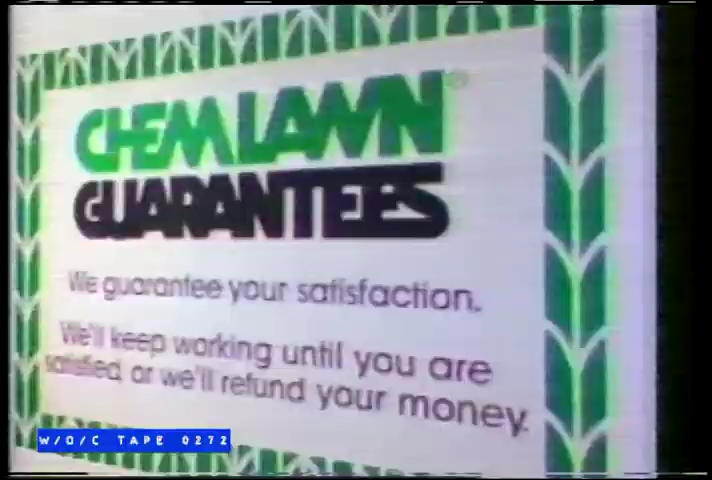 CHEMLAWN®
GUARANTEES
We guarantee your satisfaction.
We'll keep working until you are
satisfied, or we'll refund your money.
W/O/C TAPE 0272